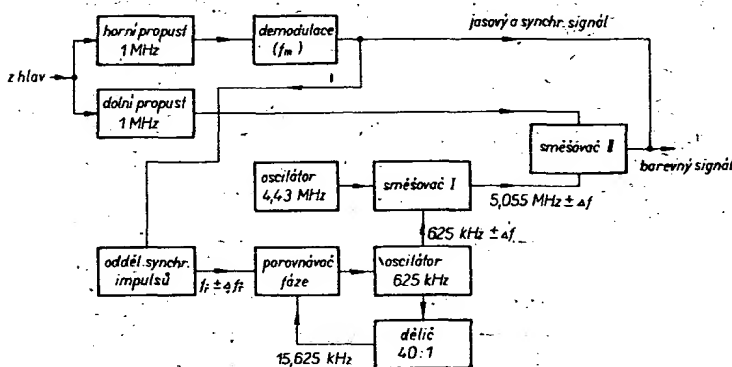 horní propust
1 MHz
demodulace
(fm)
jasový a synchr. signál
z hlav
dolní propust
1 MHz
směšovač II
barevný signál
oscilátor
4,43 MHz
směšovač I
5,055 MHz ± Δf
625 kHz ± Δf
odděl. synchr.
impulsů
fř ± Δfř
porovnávač
fáze
oscilátor
625 kHz
15,625 kHz
dělič
40:1